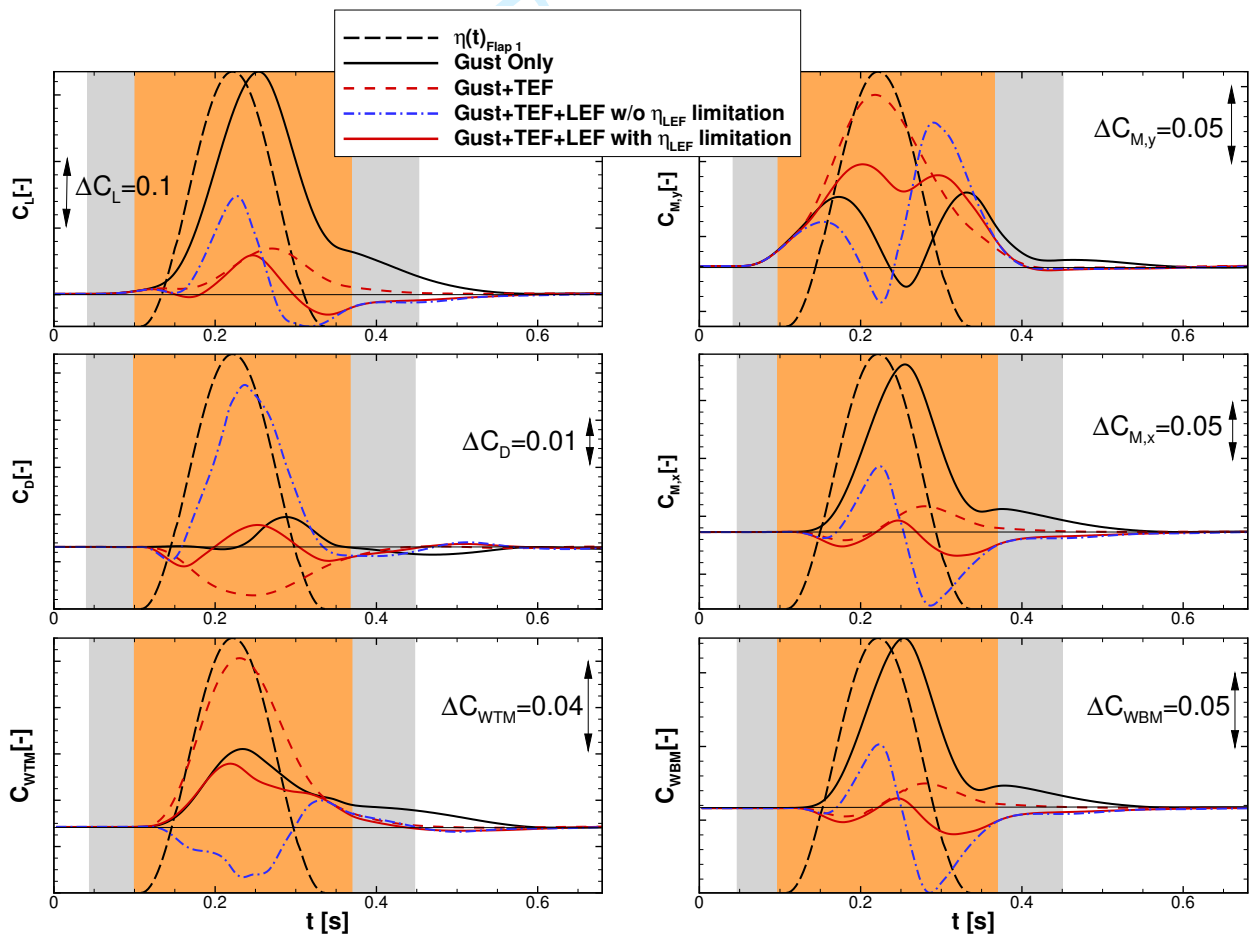 η(t)Flap 1
Gust Only
Gust+TEF
Gust+TEF+LEF w/o ηLEF limitation
Gust+TEF+LEF with ηLEF limitation
CL[-]
ΔCL=0.1
0 0.2 0.4 0.6
CM,y[-]
ΔCM,y=0.05
0 0.2 0.4 0.6
CD[-]
ΔCD=0.01
0 0.2 0.4 0.6
CM,x[-]
ΔCM,x=0.05
0 0.2 0.4 0.6
CWTM[-]
ΔCWTM=0.04
0 0.2 0.4 0.6
t [s]
CWBM[-]
ΔCWBM=0.05
0 0.2 0.4 0.6
t [s]